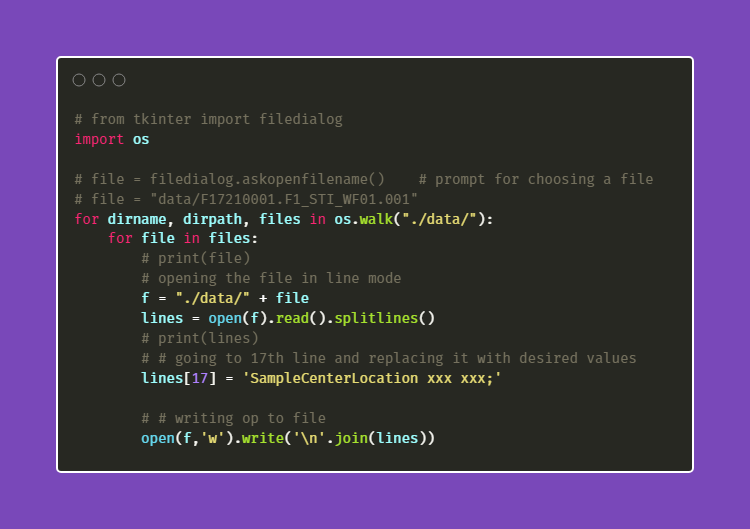 # from tkinter import filedialog
import os

# file = filedialog.askopenfilename()    # prompt for choosing a file
# file = "data/F17210001.F1_STI_WF01.001"
for dirname, dirpath, files in os.walk("./data/"):
    for file in files:
        # print(file)
        # opening the file in line mode
        f = "./data/" + file
        lines = open(f).read().splitlines()
        # print(lines)
        # # going to 17th line and replacing it with desired values
        lines[17] = 'SampleCenterLocation xxx xxx;'

        # # writing op to file
        open(f,'w').write('\n'.join(lines))